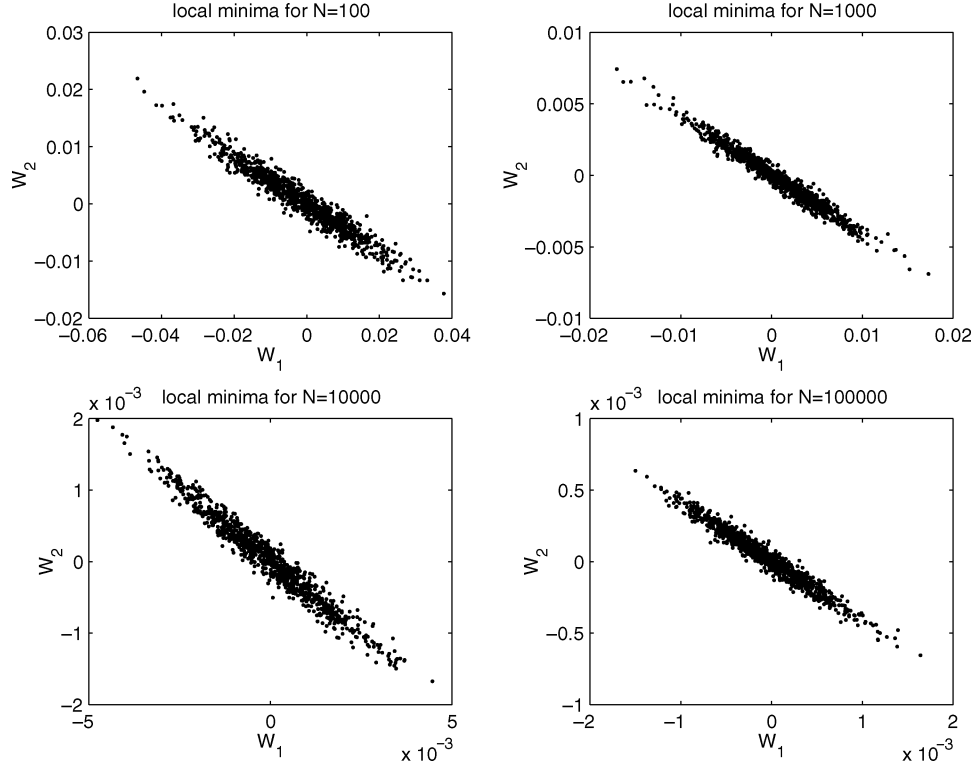 local minima for N=100
0.03
0.02
0.01
0
−0.01
−0.02
W2
−0.06 −0.04 −0.02 0 0.02 0.04
W1
local minima for N=1000
0.01
0.005
0
−0.005
−0.01
W2
−0.02 −0.01 0 0.01 0.02
W1
local minima for N=10000
x 10−3
2
1
0
−1
−2
W2
−5 0 5
W1
x 10−3
local minima for N=100000
x 10−3
1
0.5
0
−0.5
−1
W2
−2 −1 0 1 2
W1
x 10−3